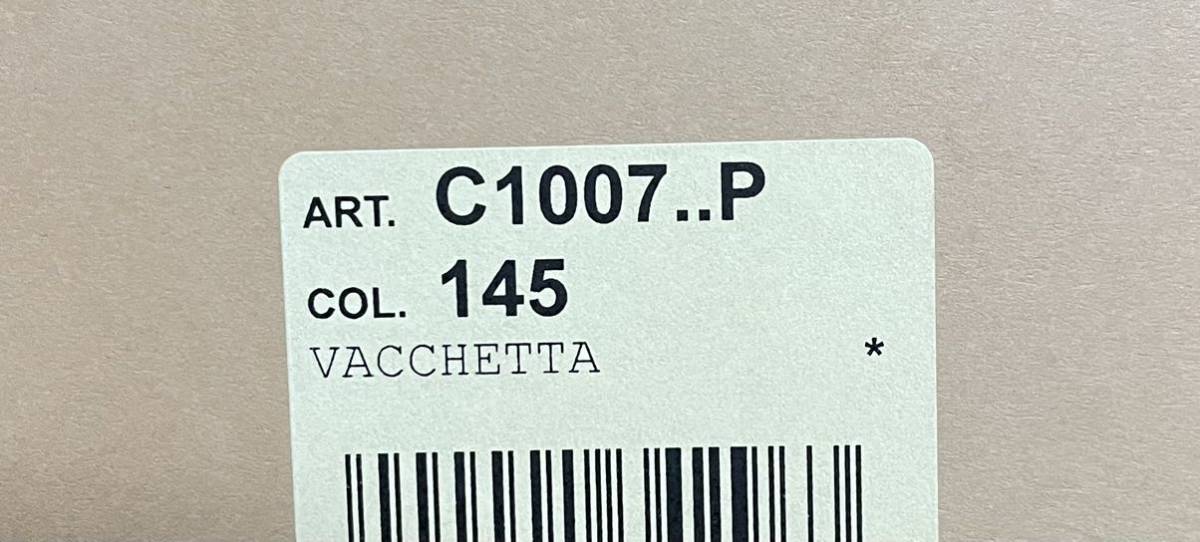 ART. C1007..P
COL. 145
VACCHETTA *